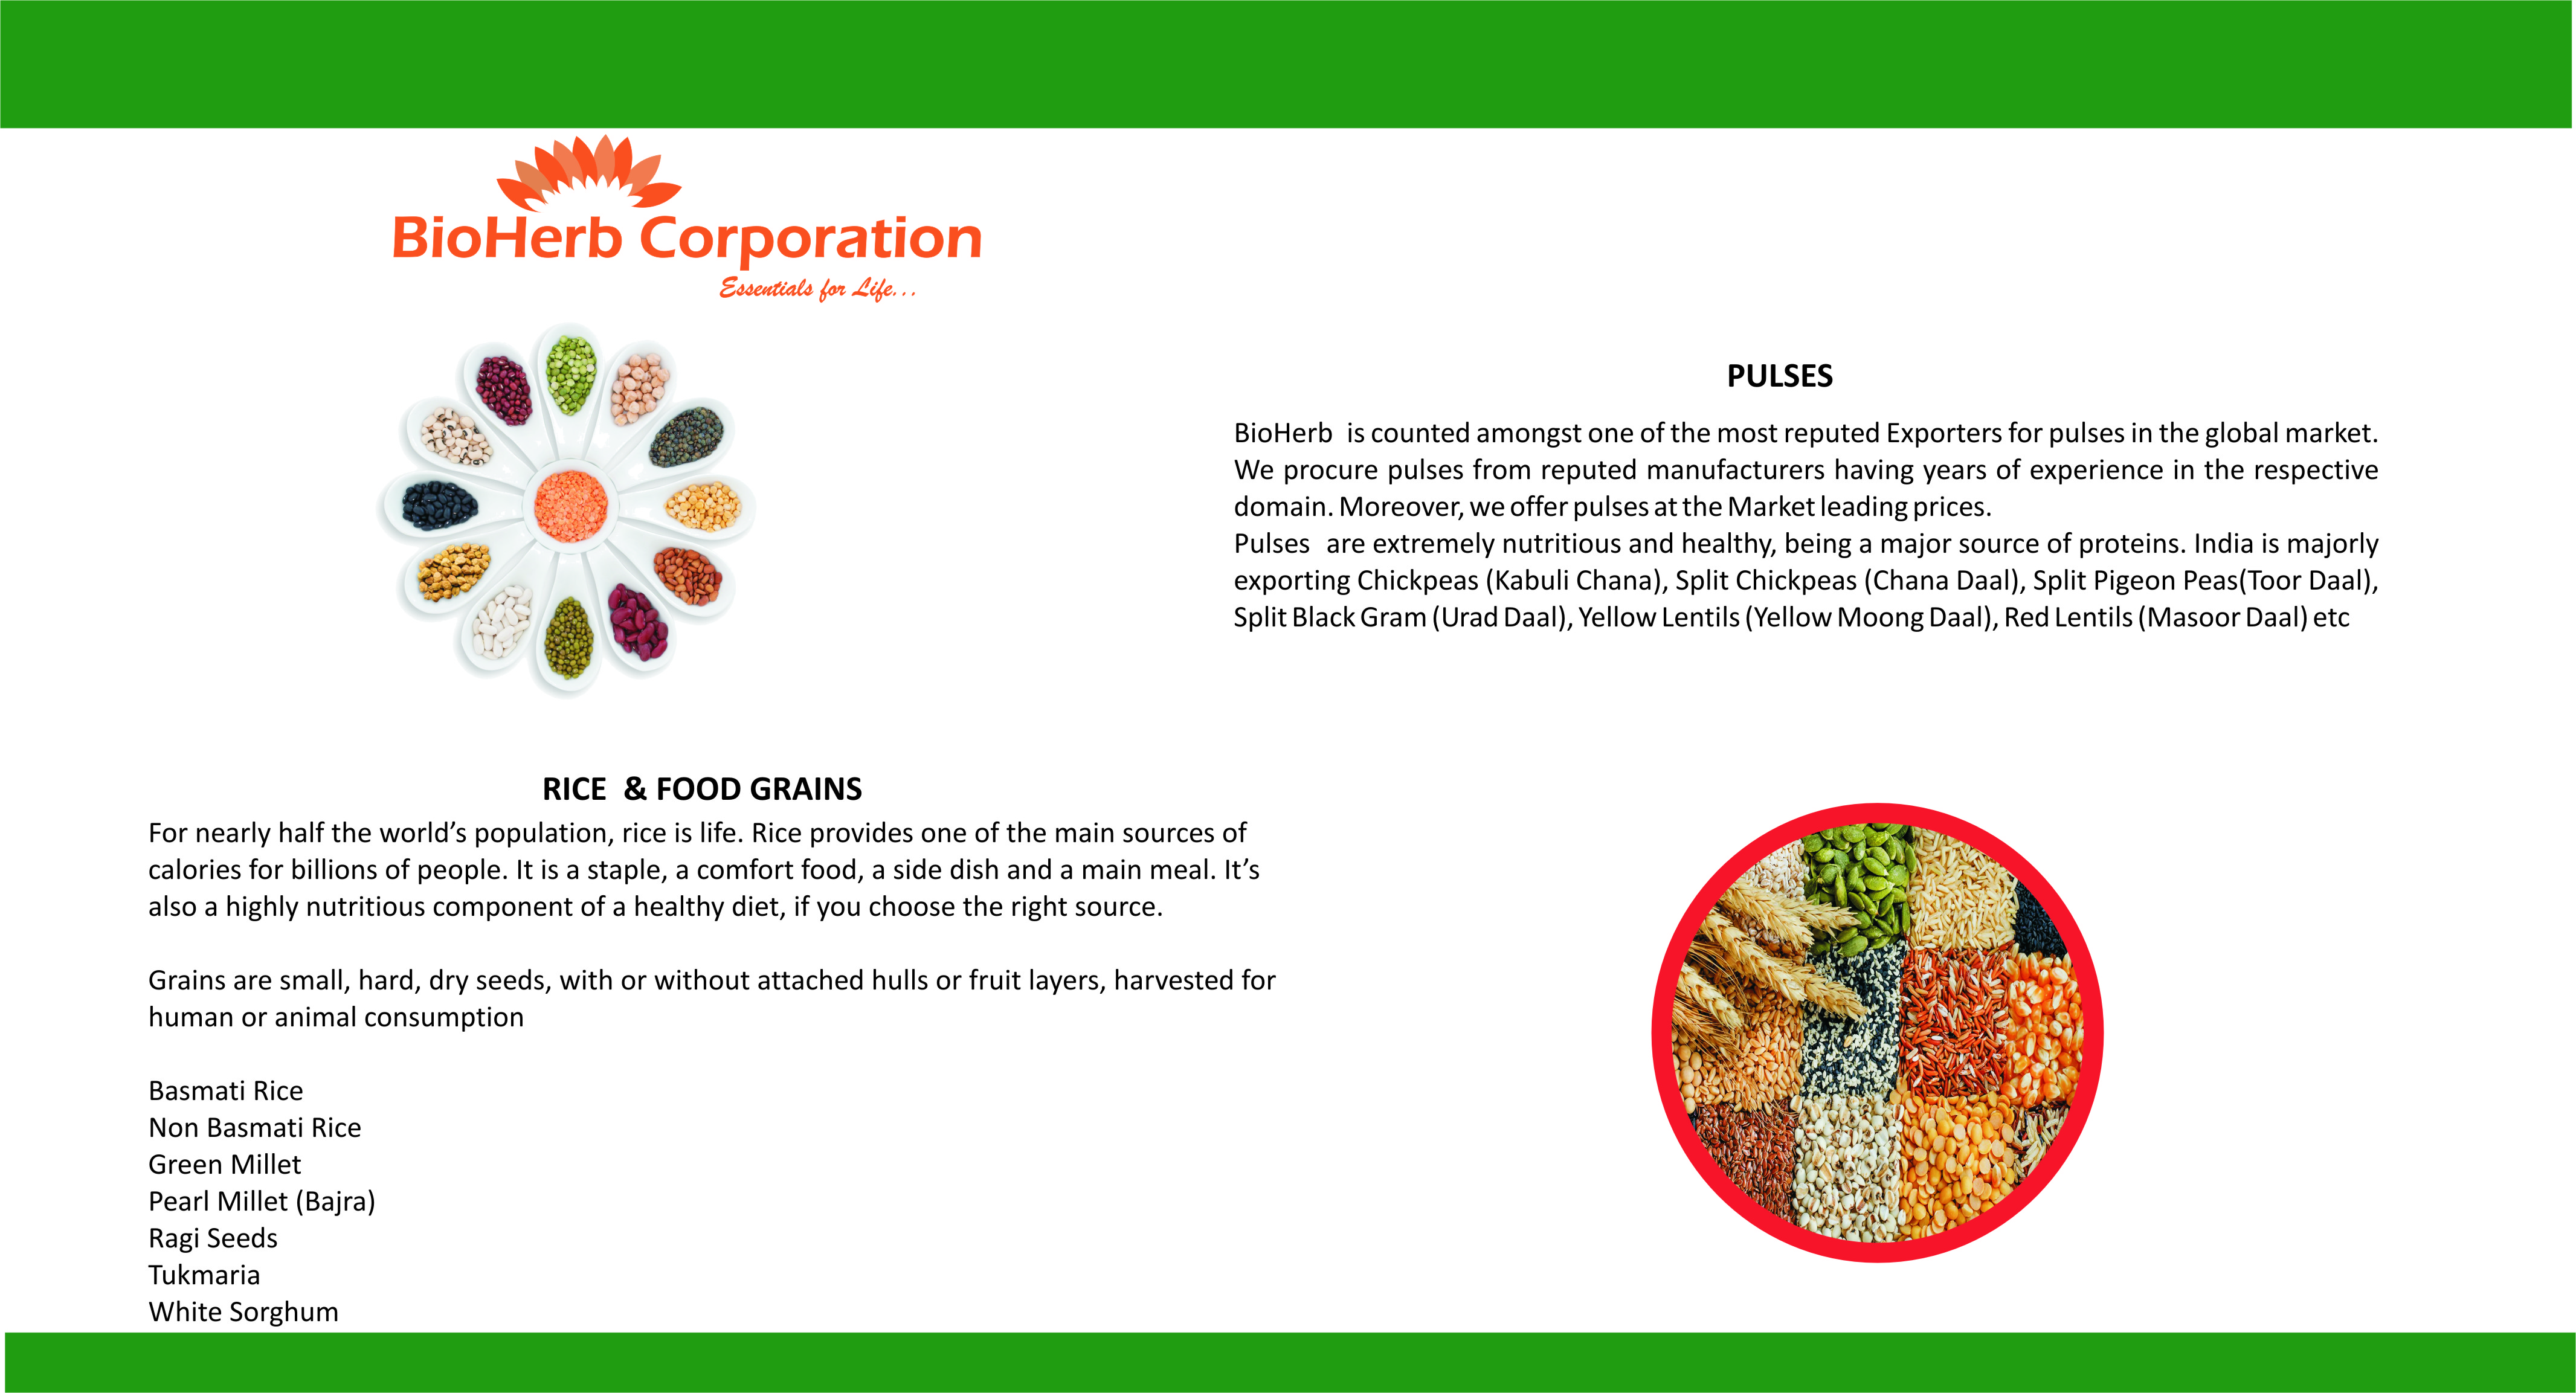 BioHerb Corporation
Essentials for Life...
PULSES
BioHerb is counted amongst one of the most reputed Exporters for pulses in the global market.
We procure pulses from reputed manufacturers having years of experience in the respective
domain. Moreover, we offer pulses at the Market leading prices.
Pulses are extremely nutritious and healthy, being a major source of proteins. India is majorly
exporting Chickpeas (Kabuli Chana), Split Chickpeas (Chana Daal), Split Pigeon Peas(Toor Daal),
Split Black Gram (Urad Daal), Yellow Lentils (Yellow Moong Daal), Red Lentils (Masoor Daal) etc
RICE & FOOD GRAINS
For nearly half the world’s population, rice is life. Rice provides one of the main sources of
calories for billions of people. It is a staple, a comfort food, a side dish and a main meal. It’s
also a highly nutritious component of a healthy diet, if you choose the right source.
Grains are small, hard, dry seeds, with or without attached hulls or fruit layers, harvested for
human or animal consumption
Basmati Rice
Non Basmati Rice
Green Millet
Pearl Millet (Bajra)
Ragi Seeds
Tukmaria
White Sorghum